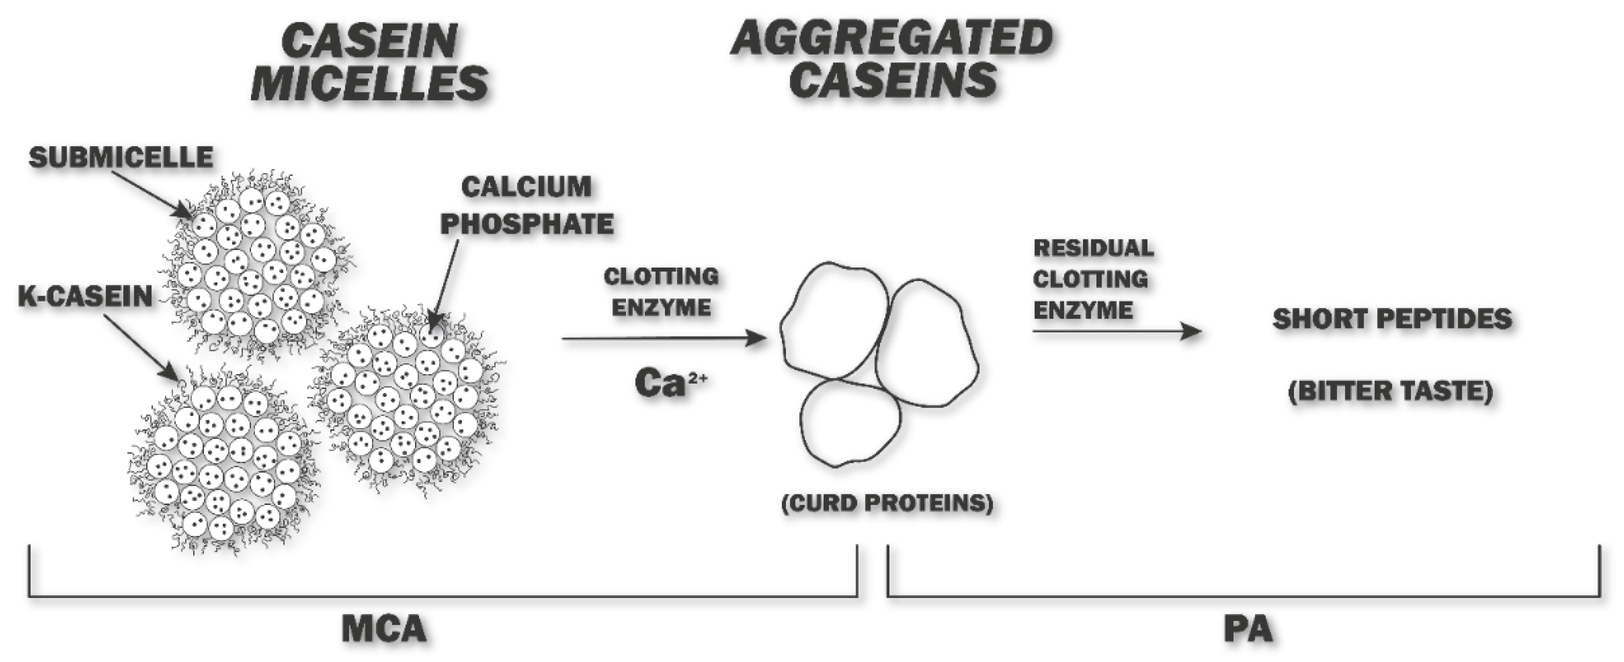 CASEIN
MICELLES
AGGREGATED
CASEINS
SUBMICELLE
CALCIUM
PHOSPHATE
K-CASEIN
CLOTTING
ENZYME
Ca²⁺
RESIDUAL
CLOTTING
ENZYME
SHORT PEPTIDES
(BITTER TASTE)
(CURD PROTEINS)
MCA
PA